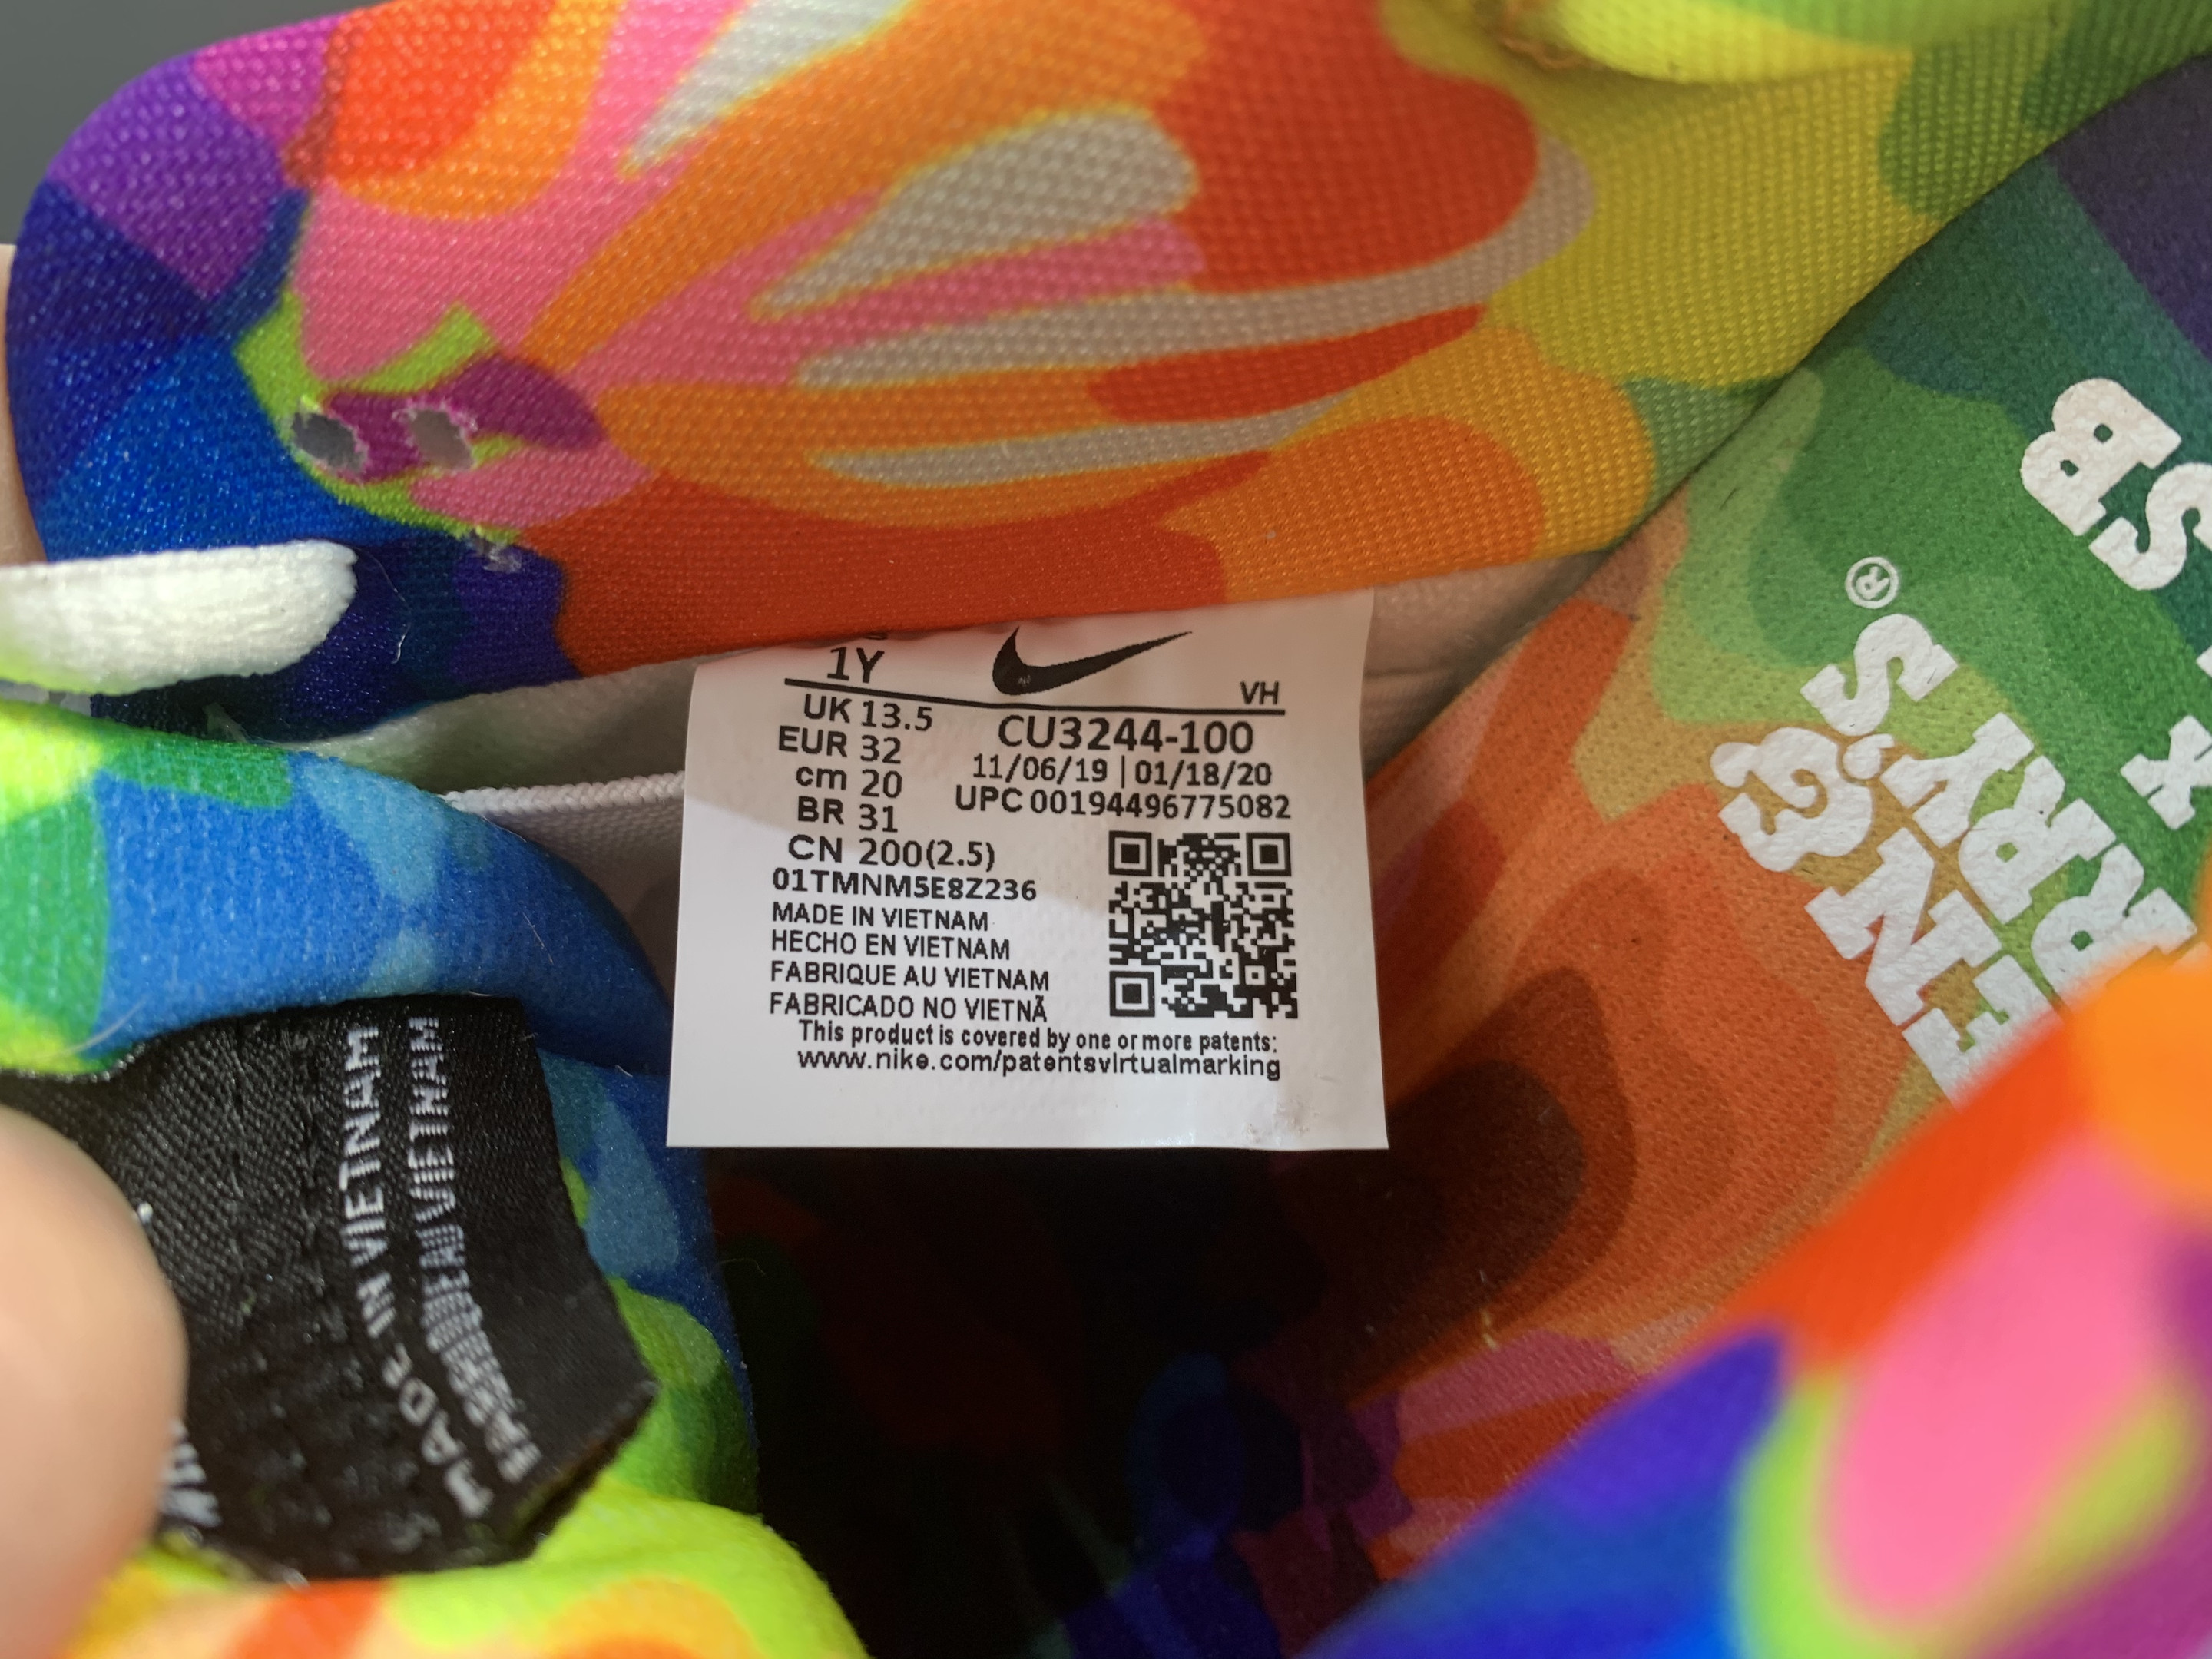 1Y
VH
UK 13.5
CU3244-100
EUR 32
11/06/19 | 01/18/20
cm 20
UPC 00194496775082
BR 31
CN 200(2.5)
01TMNM5E8Z236
MADE IN VIETNAM
HECHO EN VIETNAM
FABRIQUE AU VIETNAM
FABRICADO NO VIETNÃ
This product is covered by one or more patents:
www.nike.com/patentsvirtualmarking
MADE IN VIETNAM
VIETNAM
SB
x
RRY'S®
EN &